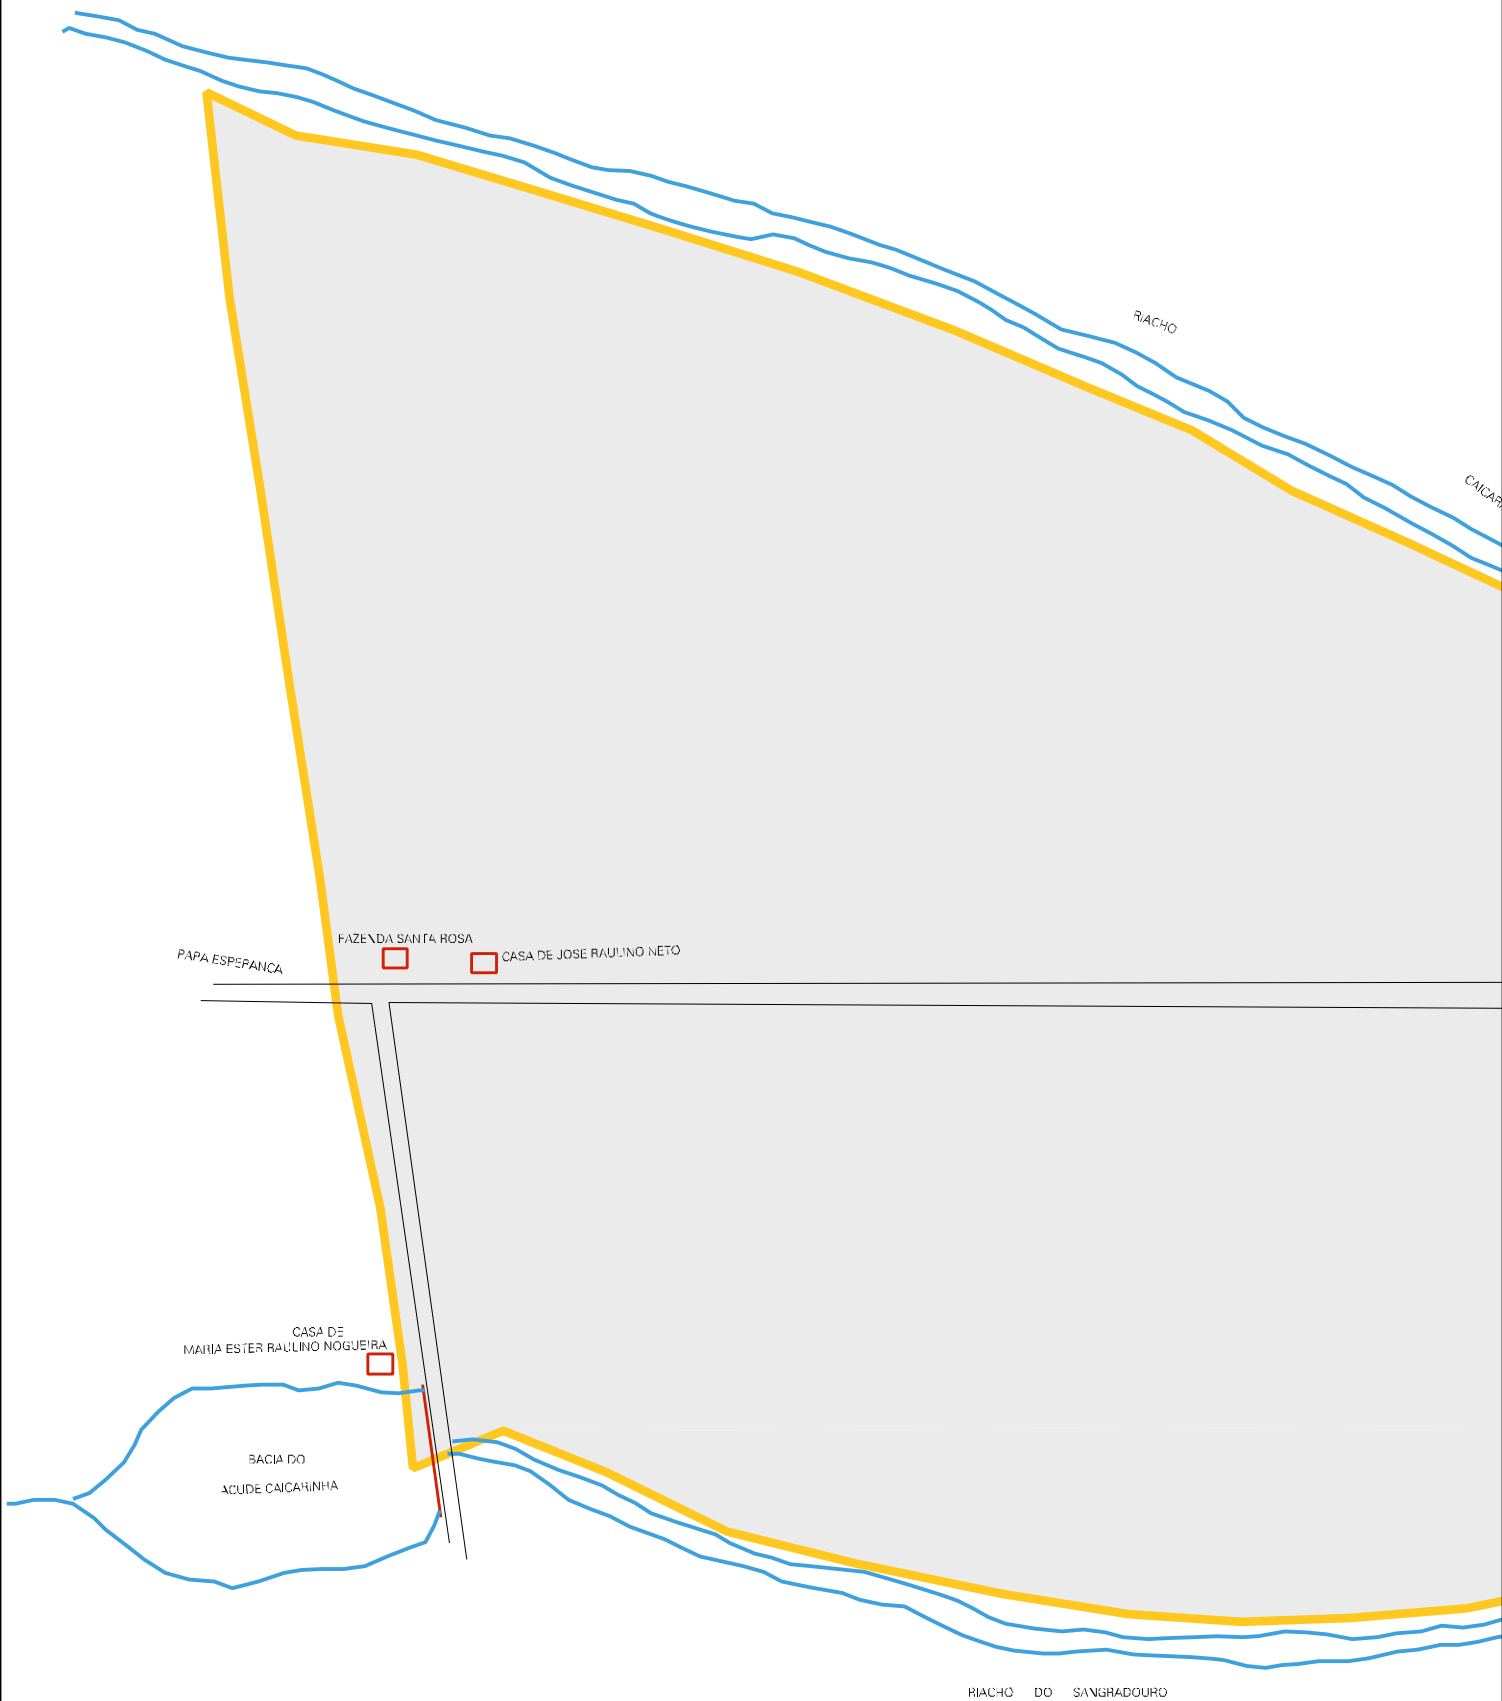 RIACHO
CAICAR
FAZENDA SANTA ROSA
CASA DE JOSE RAULINO NETO
PAPA ESPERANCA
CASA DE
MARIA ESTER RAULINO NOGUEIRA
BACIA DO
ACUDE CAICARINHA
RIACHO DO SANGRADOURO